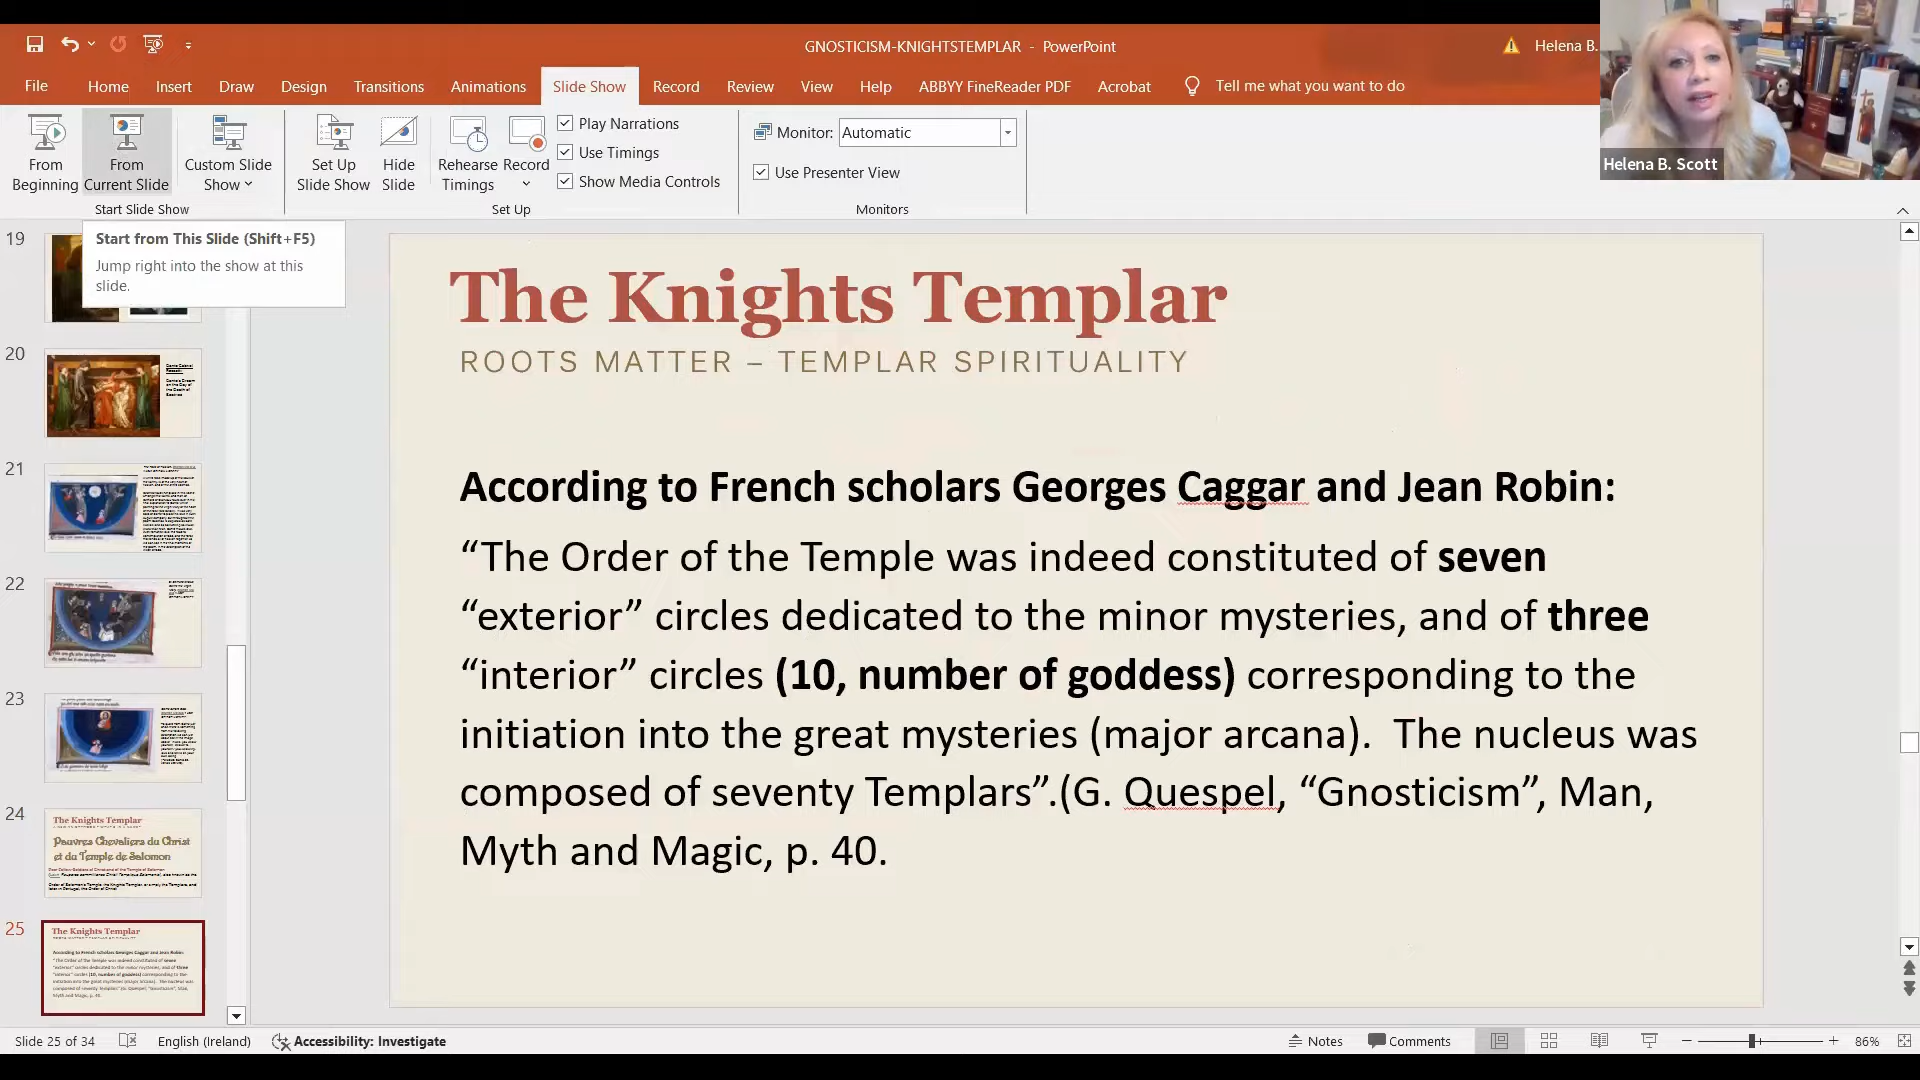 GNOSTICISM-KNIGHTSTEMPLAR - PowerPoint
Helena B.
File Home Insert Draw Design Transitions Animations Slide Show Record Review View Help ABBYY FineReader PDF Acrobat Tell me what you want to do
From Beginning
From Current Slide
Custom Slide Show
Start Slide Show
Set Up Slide Show
Hide Slide
Rehearse Timings
Record
Play Narrations
Use Timings
Show Media Controls
Set Up
Monitor: Automatic
Use Presenter View
Monitors
Helena B. Scott
Start from This Slide (Shift+F5)
Jump right into the show at this
slide.
19
20
21
22
23
24
The Knights Templar
Pauvres Chevaliers du Christ
et du Temple de Salomon
25
The Knights Templar
The Knights Templar
ROOTS MATTER – TEMPLAR SPIRITUALITY
According to French scholars Georges Caggar and Jean Robin:
“The Order of the Temple was indeed constituted of seven
“exterior” circles dedicated to the minor mysteries, and of three
“interior” circles (10, number of goddess) corresponding to the
initiation into the great mysteries (major arcana).  The nucleus was
composed of seventy Templars”.(G. Quespel, “Gnosticism”, Man,
Myth and Magic, p. 40.
Slide 25 of 34 English (Ireland) Accessibility: Investigate Notes Comments 86%